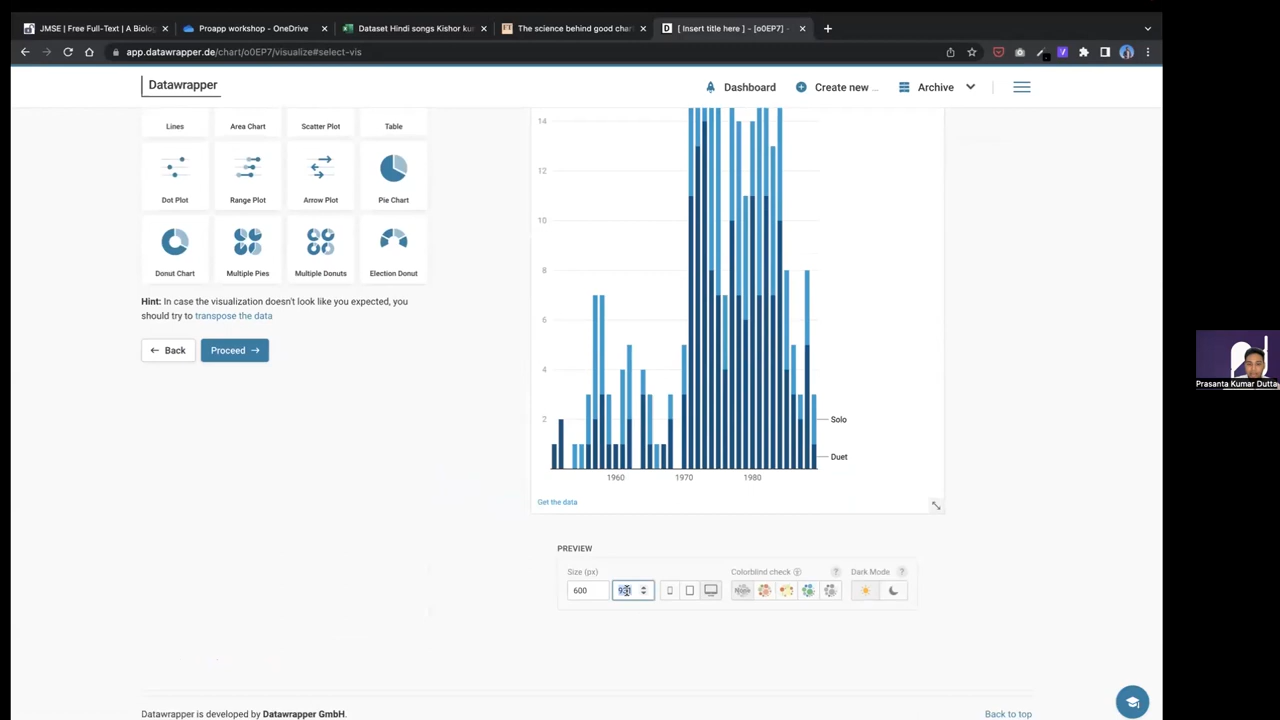 JMSE | Free Full-Text | A Biolog
Proapp workshop - OneDrive
Dataset Hindi songs Kishor kum
The science behind good char
[ Insert title here ] - [o0EP7] -
app.datawrapper.de/chart/o0EP7/visualize#select-vis
Datawrapper
Dashboard
Create new ...
Archive
Lines
Area Chart
Scatter Plot
Table
Dot Plot
Range Plot
Arrow Plot
Pie Chart
Donut Chart
Multiple Pies
Multiple Donuts
Election Donut
Hint: In case the visualization doesn't look like you expected, you
should try to transpose the data
Back
Proceed
14
12
10
8
6
4
2
Solo
Duet
1960
1970
1980
Get the data
PREVIEW
Size (px)
Colorblind check
?
Dark Mode
?
600
None
Prasanta Kumar Dutta
Datawrapper is developed by Datawrapper GmbH.
Back to top